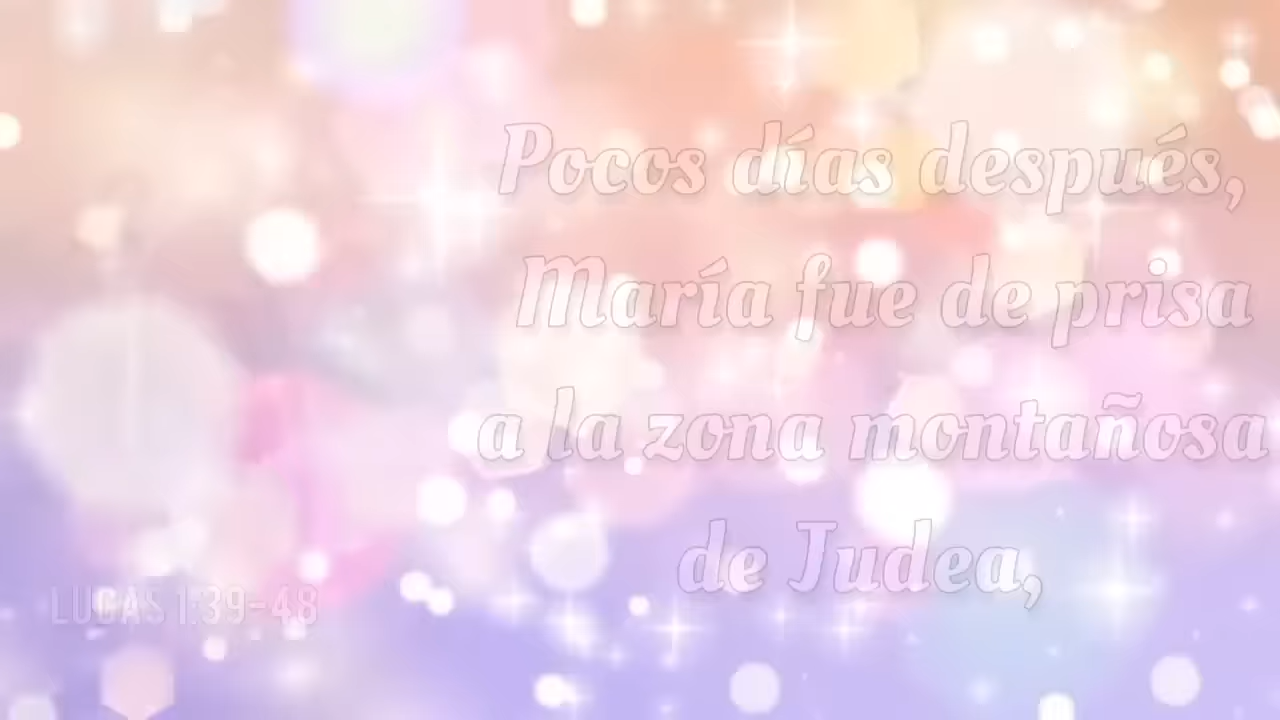 Pocos días después,
María fue de prisa
a la zona montañosa
de Judea,
LUCAS 1:39-48